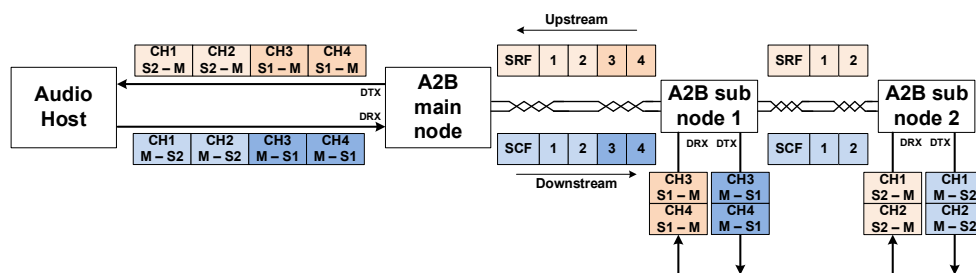 Upstream
CH1 CH2 CH3 CH4
S2 – M S2 – M S1 – M S1 – M
SRF 1 2 3 4
SRF 1 2
DTX
Audio
Host
A2B
main
node
A2B sub
node 1
A2B sub
node 2
DRX
CH1 CH2 CH3 CH4
M – S2 M – S2 M – S1 M – S1
SCF 1 2 3 4
SCF 1 2
DRX DTX
DRX DTX
Downstream
CH3
S1 – M
CH4
S1 – M
CH3
M – S1
CH4
M – S1
CH1
S2 – M
CH2
S2 – M
CH1
M – S2
CH2
M – S2